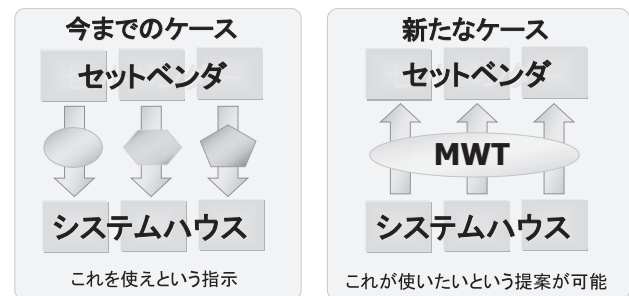 今までのケース
セットベンダ
システムハウス
これを使えという指示
新たなケース
セットベンダ
MWT
システムハウス
これが使いたいという提案が可能